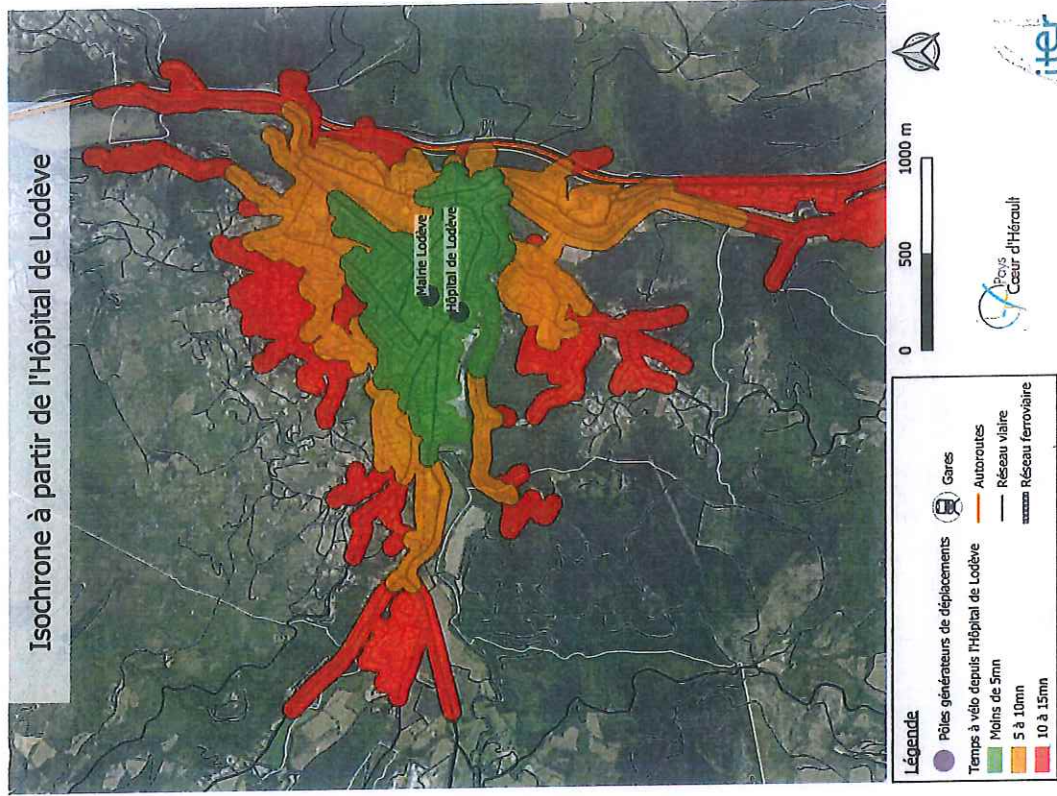 Isochrone à partir de l'Hôpital de Lodève
Mairie Lodève
Hôpital de Lodève
Légende
Pôles générateurs de déplacements
Temps à vélo depuis l'Hôpital de Lodève
Moins de 5mn
5 à 10mn
10 à 15mn
Gares
Autoroutes
Réseau viaire
Réseau ferroviaire
0 500 1000 m
Pays
Cœur d'Hérault
iter